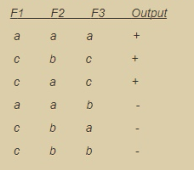 F1 F2 F3 Output
a a a +
c b c +
c a c +
a a b -
c b a -
c b b -